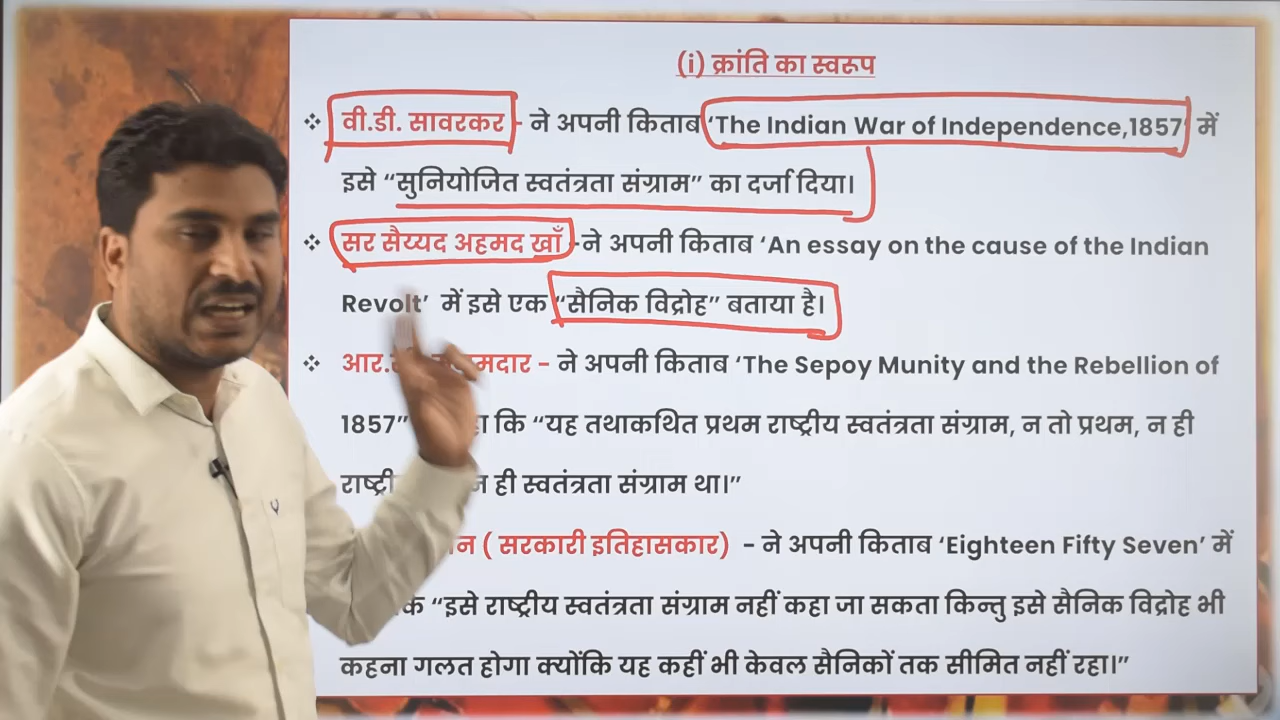 (i) क्रांति का स्वरूप
❖ वी.डी. सावरकर - ने अपनी किताब 'The Indian War of Independence,1857' में
इसे “सुनियोजित स्वतंत्रता संग्राम” का दर्जा दिया।
❖ सर सैय्यद अहमद खाँ -ने अपनी किताब ‘An essay on the cause of the Indian
Revolt’ में इसे एक “सैनिक विद्रोह” बताया है।
❖ आर. मदार – ने अपनी किताब ‘The Sepoy Munity and the Rebellion of
1857” कि “यह तथाकथित प्रथम राष्ट्रीय स्वतंत्रता संग्राम, न तो प्रथम, न ही
राष्ट्री न ही स्वतंत्रता संग्राम था।”
न ( सरकारी इतिहासकार) – ने अपनी किताब ‘Eighteen Fifty Seven’ में
“इसे राष्ट्रीय स्वतंत्रता संग्राम नहीं कहा जा सकता किन्तु इसे सैनिक विद्रोह भी
कहना गलत होगा क्योंकि यह कहीं भी केवल सैनिकों तक सीमित नहीं रहा।”